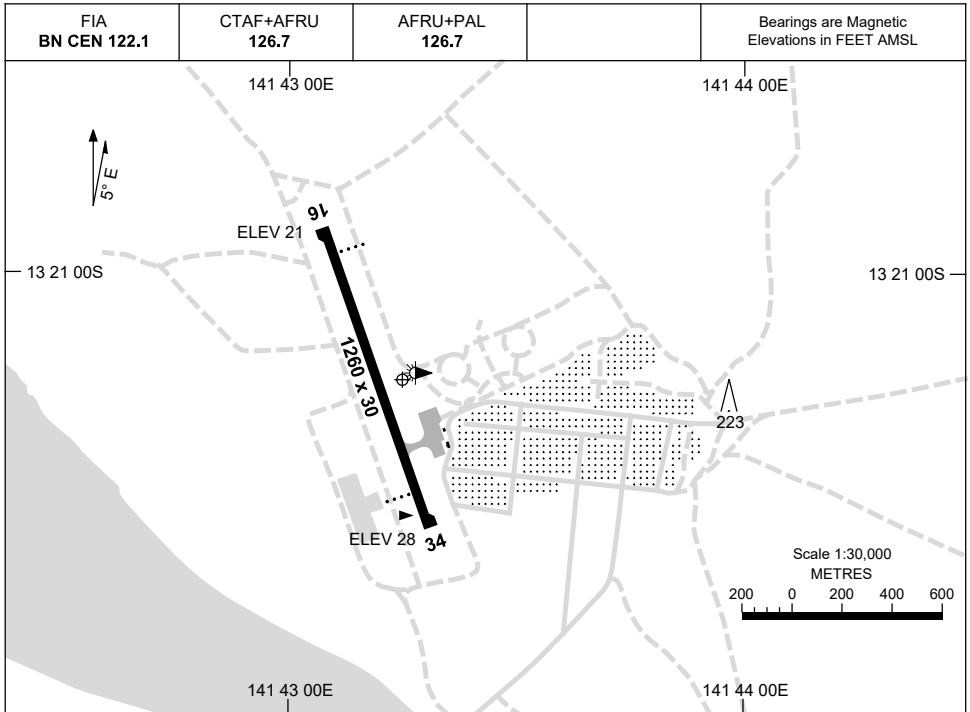 FIA
BN CEN 122.1
CTAF+AFRU
126.7
AFRU+PAL
126.7
Bearings are Magnetic
Elevations in FEET AMSL
141 43 00E
141 44 00E
5° E
16
ELEV 21
13 21 00S
13 21 00S
1260 x 30
223
ELEV 28
34
Scale 1:30,000
METRES
200 0 200 400 600
141 43 00E
141 44 00E